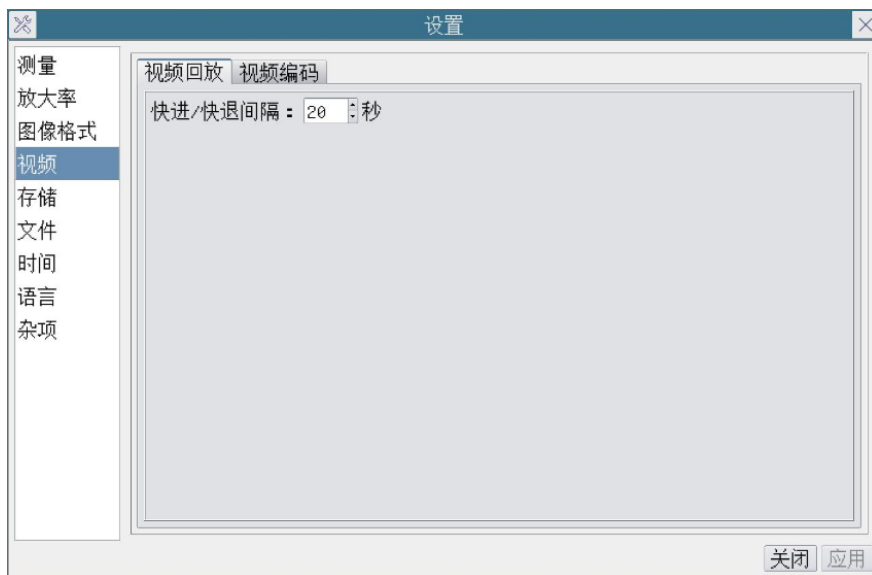 设置
测量
放大率
图像格式
视频
存储
文件
时间
语言
杂项
视频回放 视频编码
快进/快退间隔： 20 秒
关闭 应用